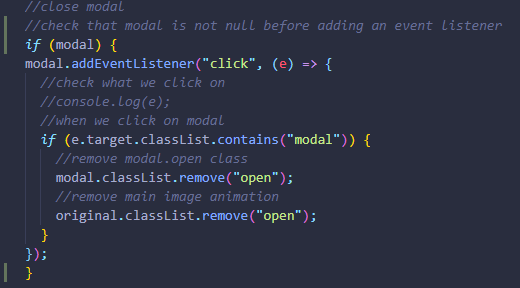 //close modal
//check that modal is not null before adding an event listener
if (modal) {
modal.addEventListener("click", (e) => {
//check what we click on
//console.log(e);
//when we click on modal
if (e.target.classList.contains("modal")) {
//remove modal.open class
modal.classList.remove("open");
//remove main image animation
original.classList.remove("open");
}
});
}